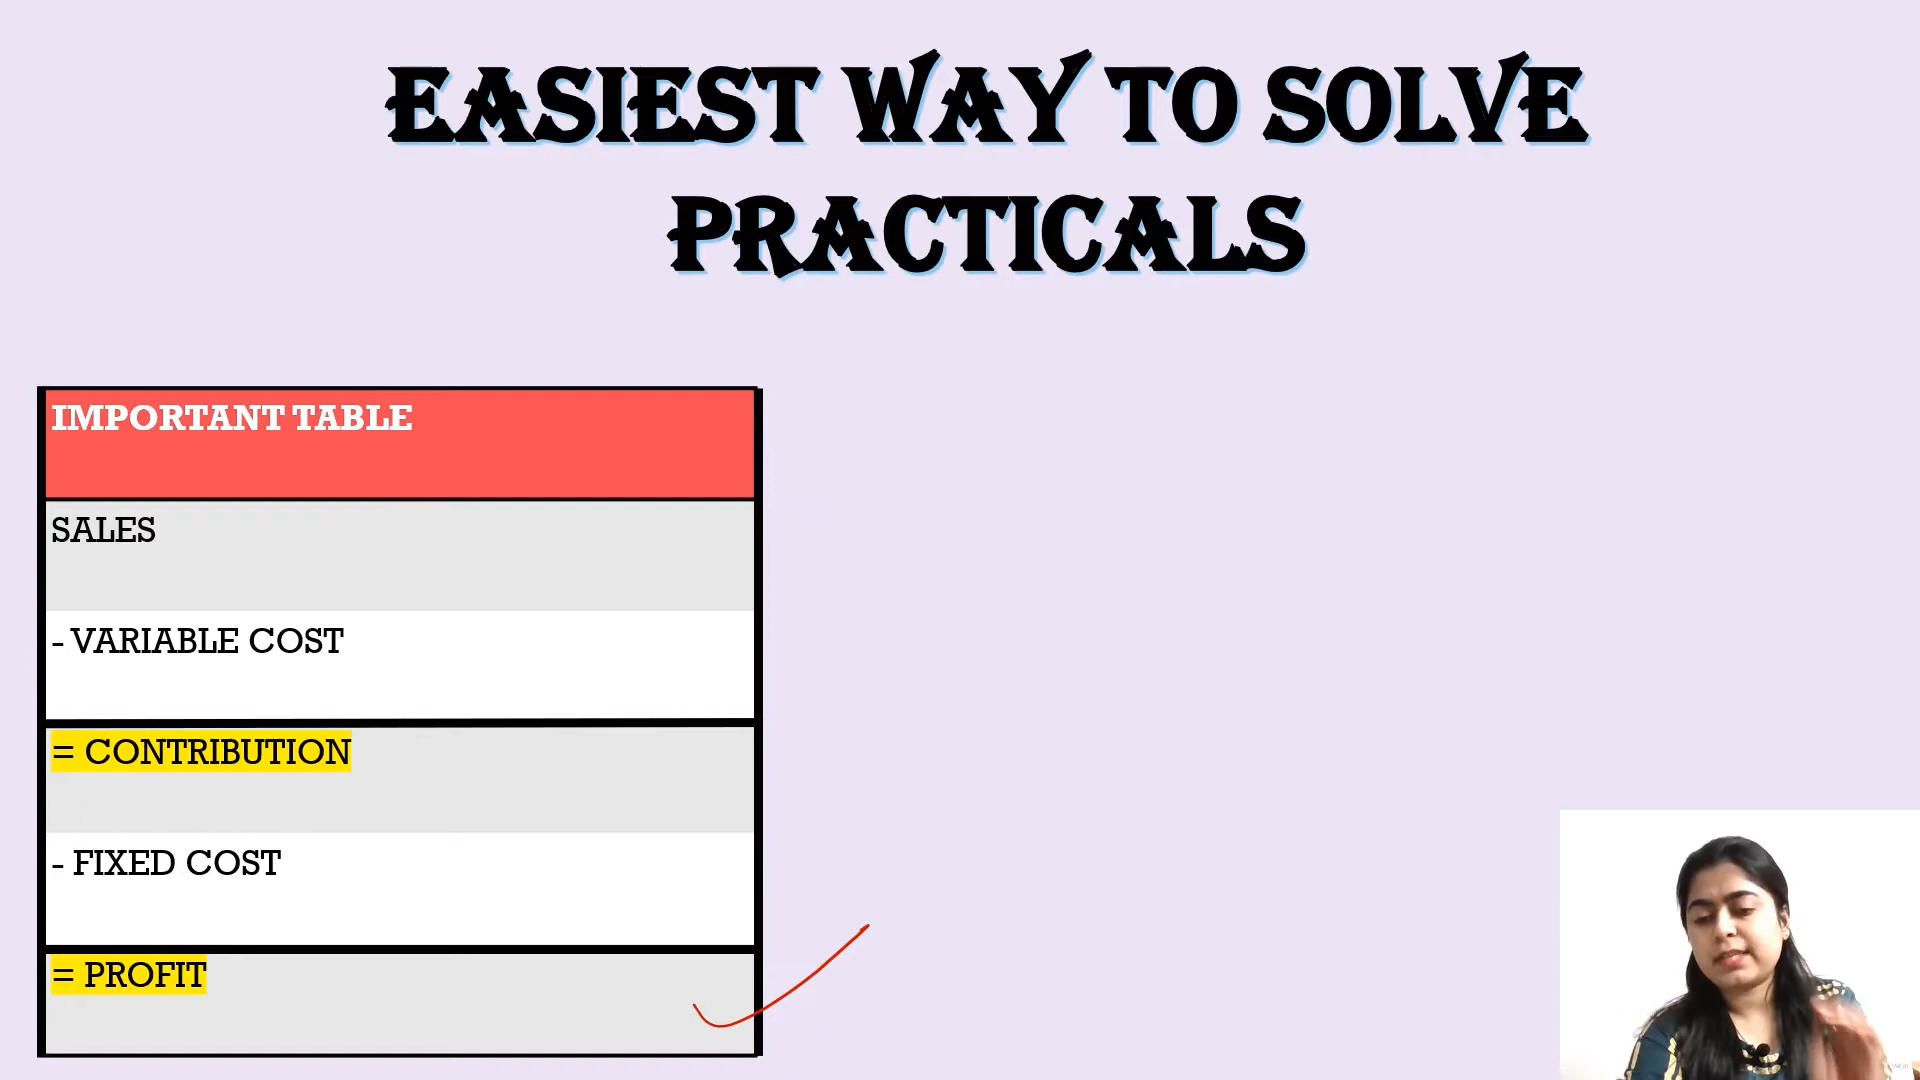 EASIEST WAY TO SOLVE
PRACTICALS
IMPORTANT TABLE
SALES
- VARIABLE COST
= CONTRIBUTION
- FIXED COST
= PROFIT